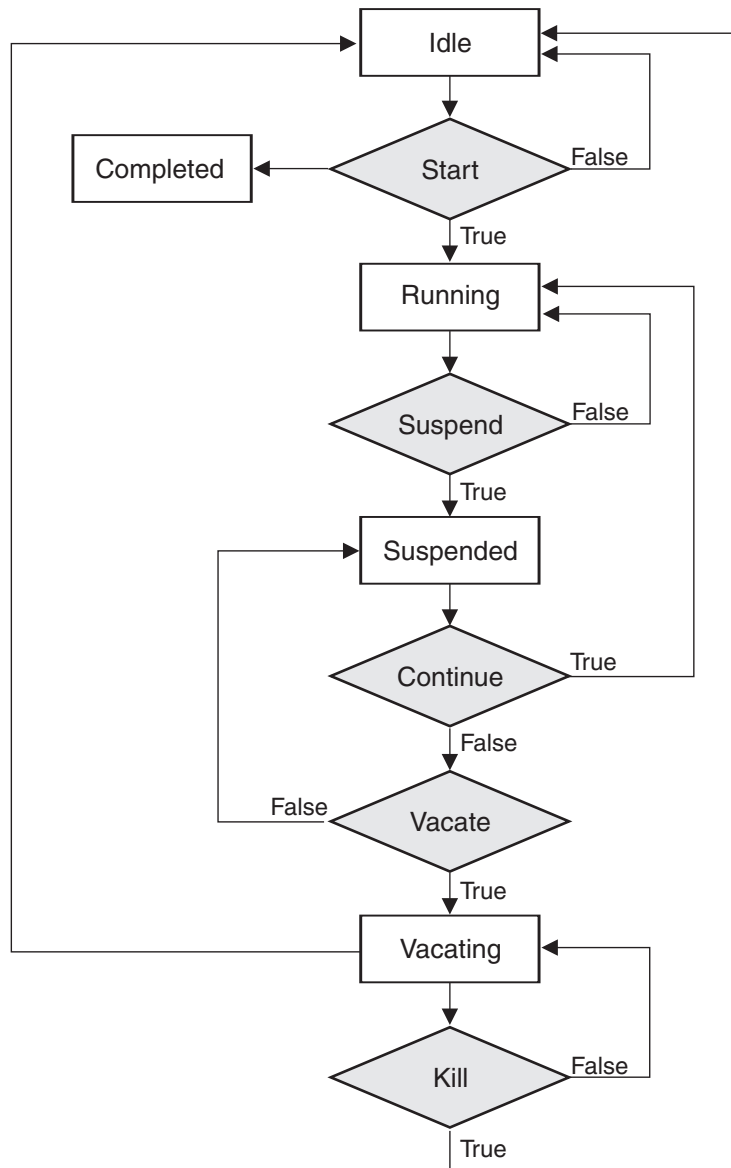 Idle
Completed
Start
False
True
Running
Suspend
False
True
Suspended
Continue
True
False
False
Vacate
True
Vacating
Kill
False
True